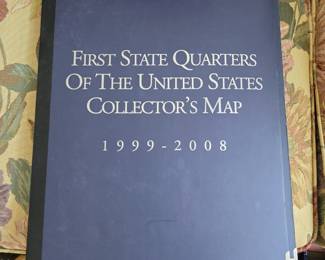 First State Quarters
Of The United States
Collector's Map
1999-2008